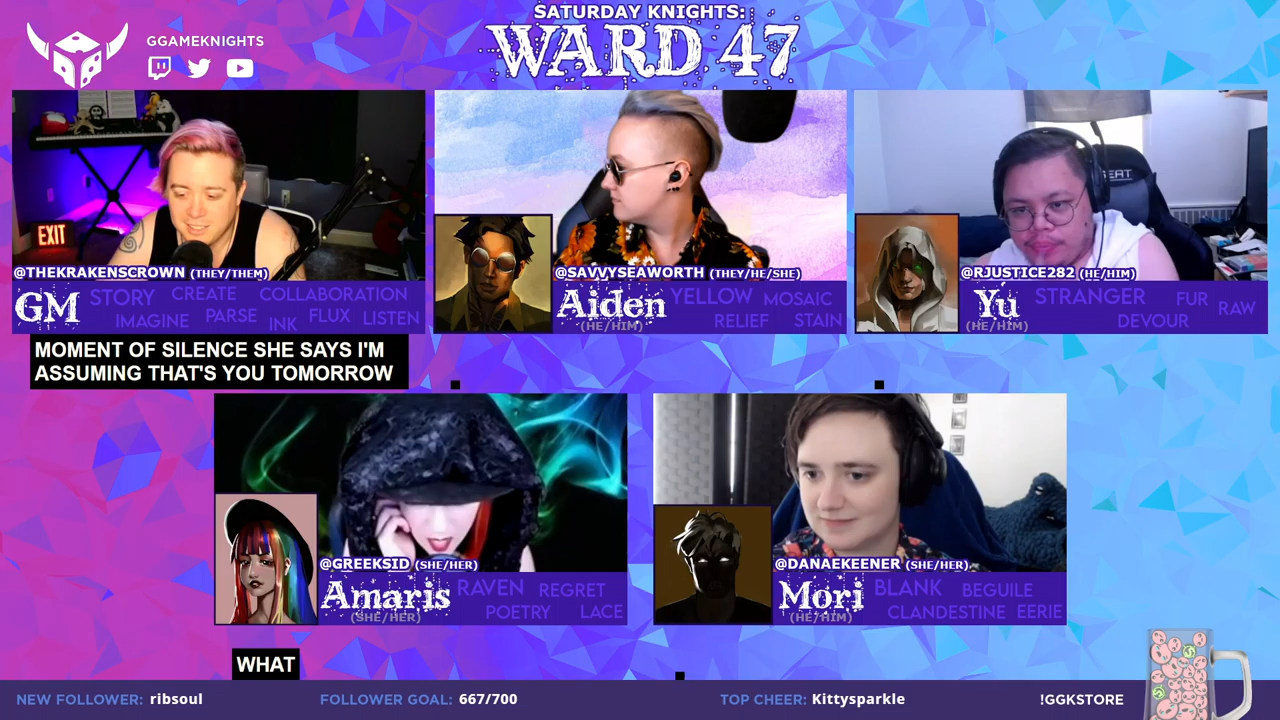 SATURDAY KNIGHTS:
WARD 47
GGAMEKNIGHTS
EXIT
@THEKRAKENSCROWN (THEY/THEM)
GM
STORY CREATE COLLABORATION
IMAGINE PARSE INK FLUX LISTEN
@SAVVYSEAWORTH (THEY/HE/SHE)
Aiden
(HE/HIM)
YELLOW MOSAIC
RELIEF STAIN
@RJUSTICE282 (HE/HIM)
Yu
(HE/HIM)
STRANGER FUR RAW
DEVOUR
MOMENT OF SILENCE SHE SAYS I'M
ASSUMING THAT'S YOU TOMORROW
@GREEKSID (SHE/HER)
Amaris
(SHE/HER)
RAVEN REGRET
POETRY LACE
@DANAEKEENER (SHE/HER)
Mori
(HE/HIM)
BLANK BEGUILE
CLANDESTINE EERIE
WHAT
NEW FOLLOWER: ribsoul
FOLLOWER GOAL: 667/700
TOP CHEER: Kittysparkle
!GGKSTORE